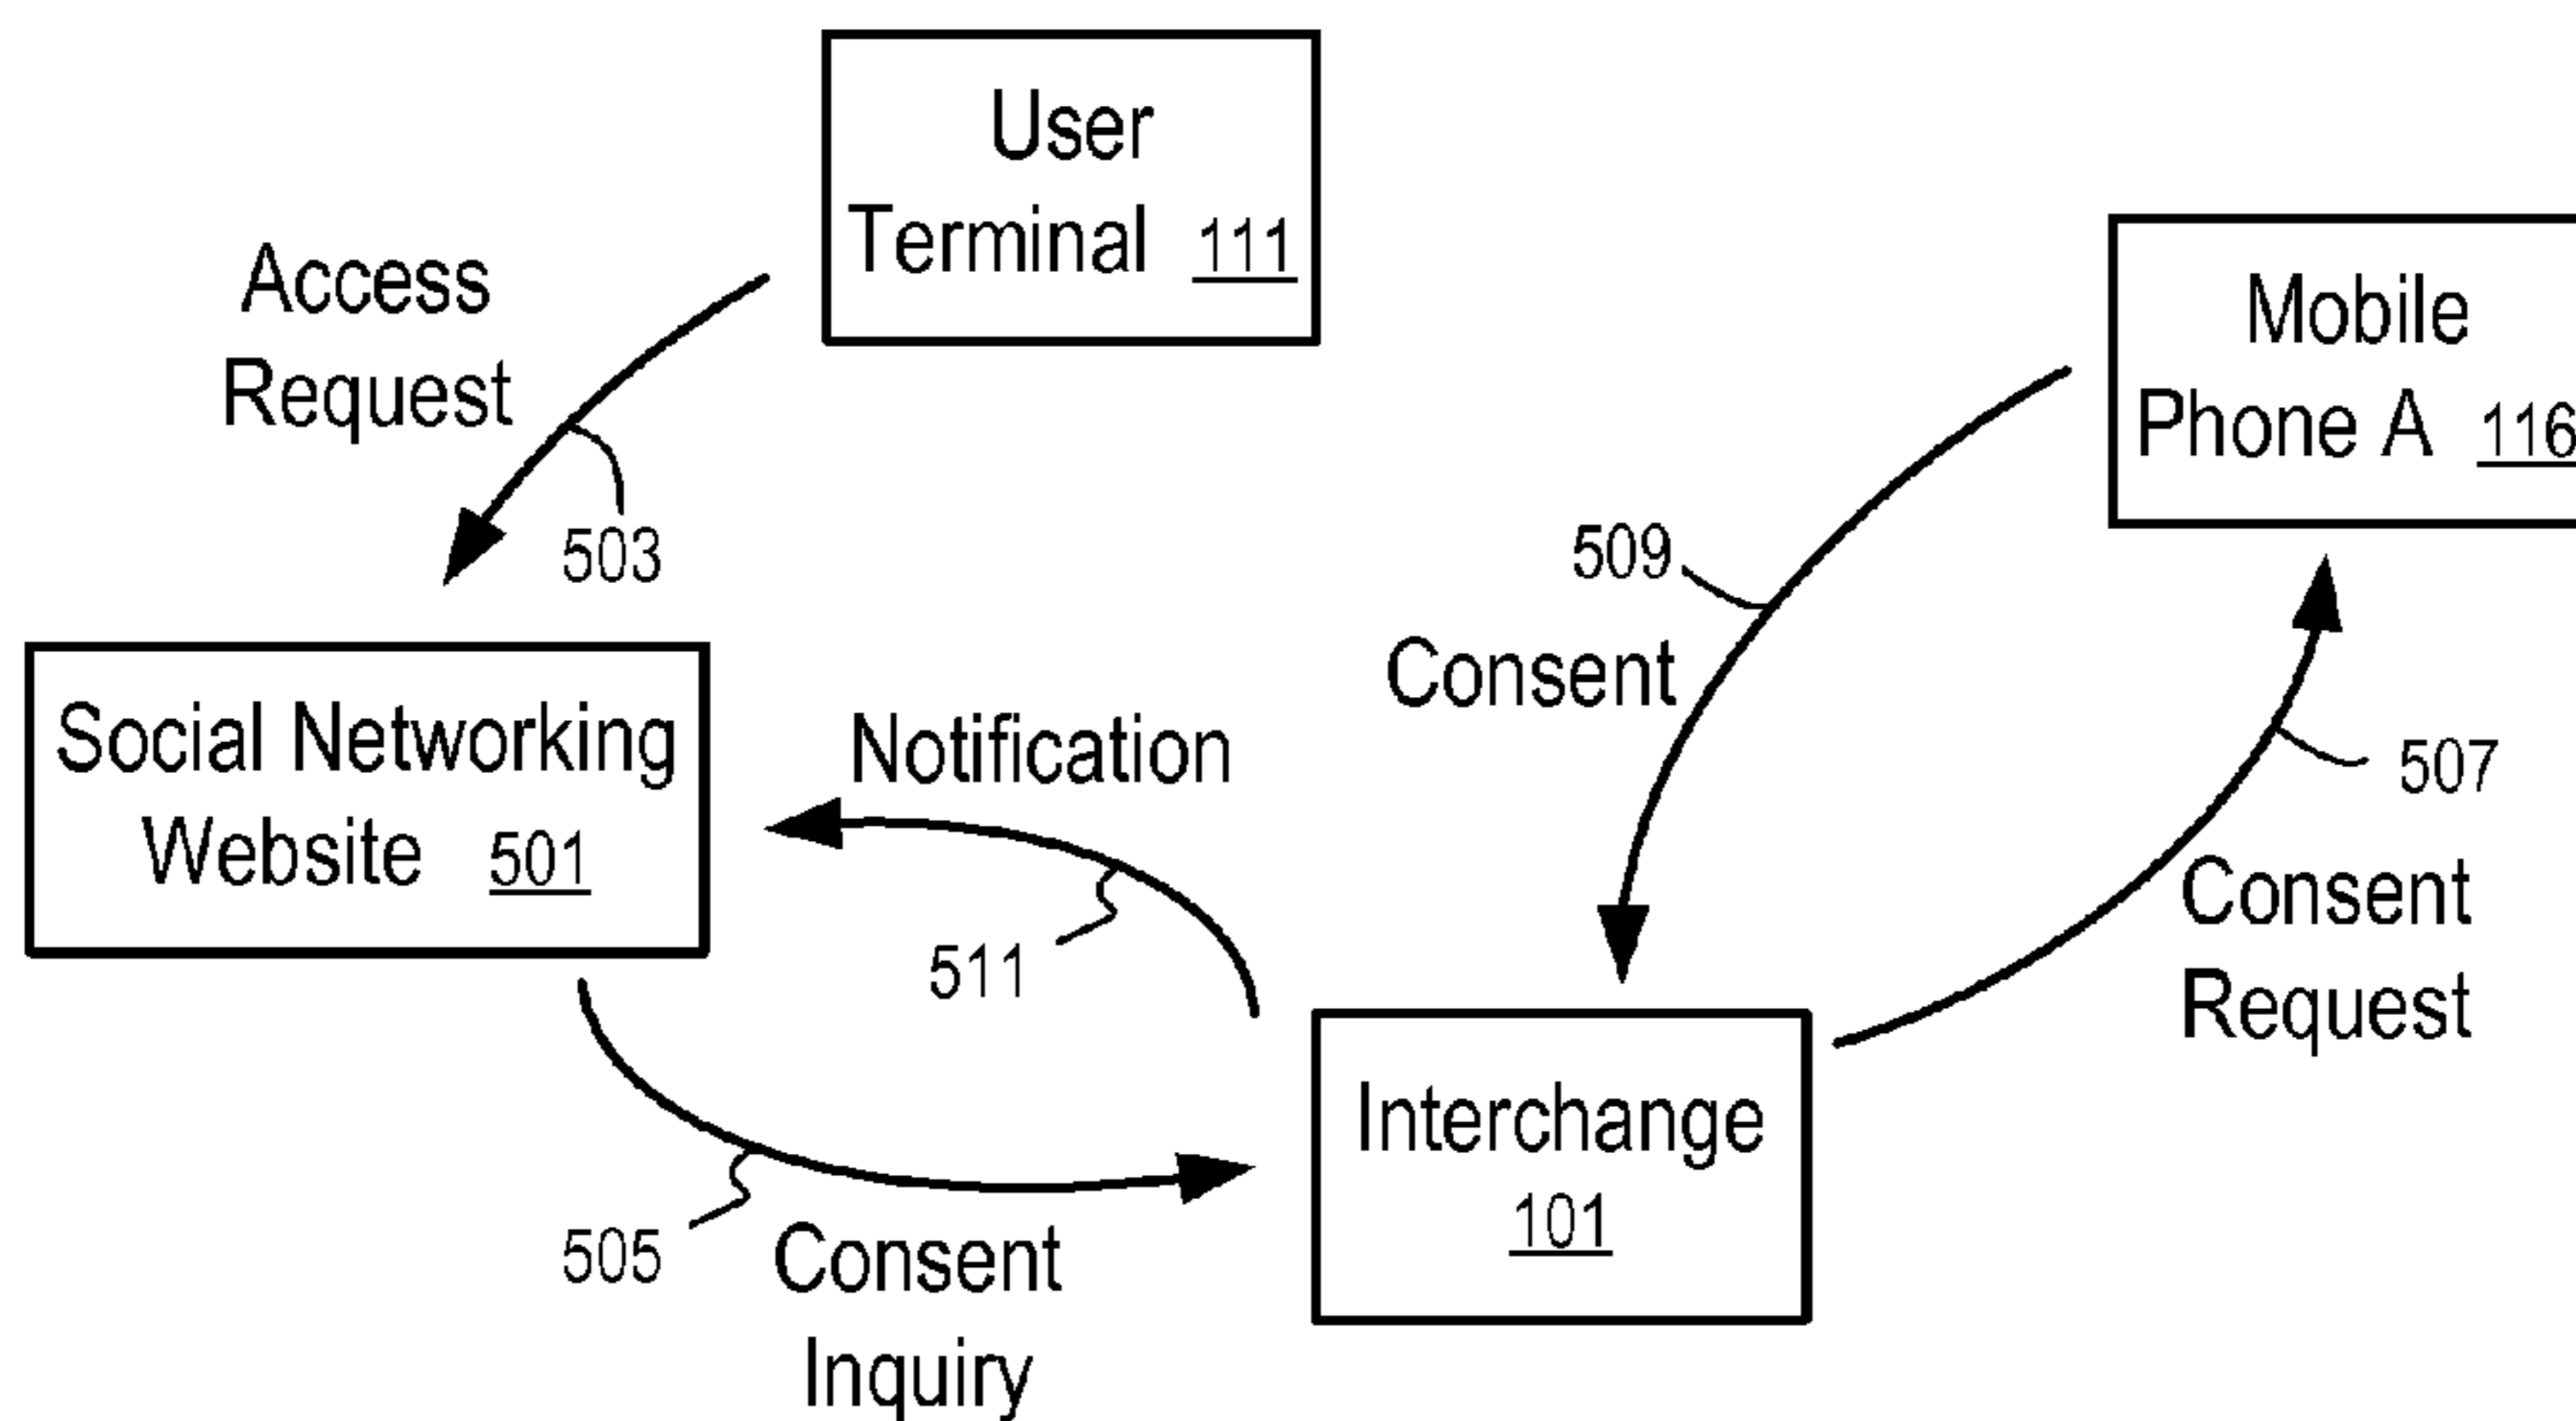 User
Terminal 111
Access
Request
503
Mobile
Phone A 116
509
Consent
507
Consent
Request
Social Networking
Website 501
Notification
511
505
Consent
Inquiry
Interchange
101